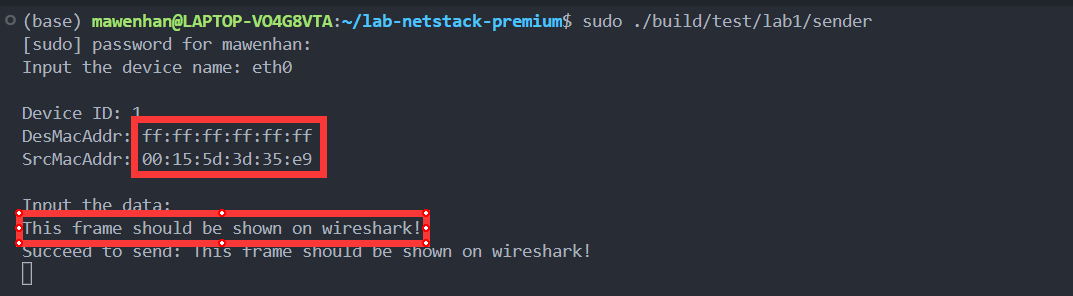 (base) mawenhan@LAPTOP-VO4G8VTA:~/lab-netstack-premium$ sudo ./build/test/lab1/sender
[sudo] password for mawenhan:
Input the device name: eth0
Device ID: 1
DesMacAddr: ff:ff:ff:ff:ff:ff
SrcMacAddr: 00:15:5d:3d:35:e9
Input the data:
This frame should be shown on wireshark!
Succeed to send: This frame should be shown on wireshark!